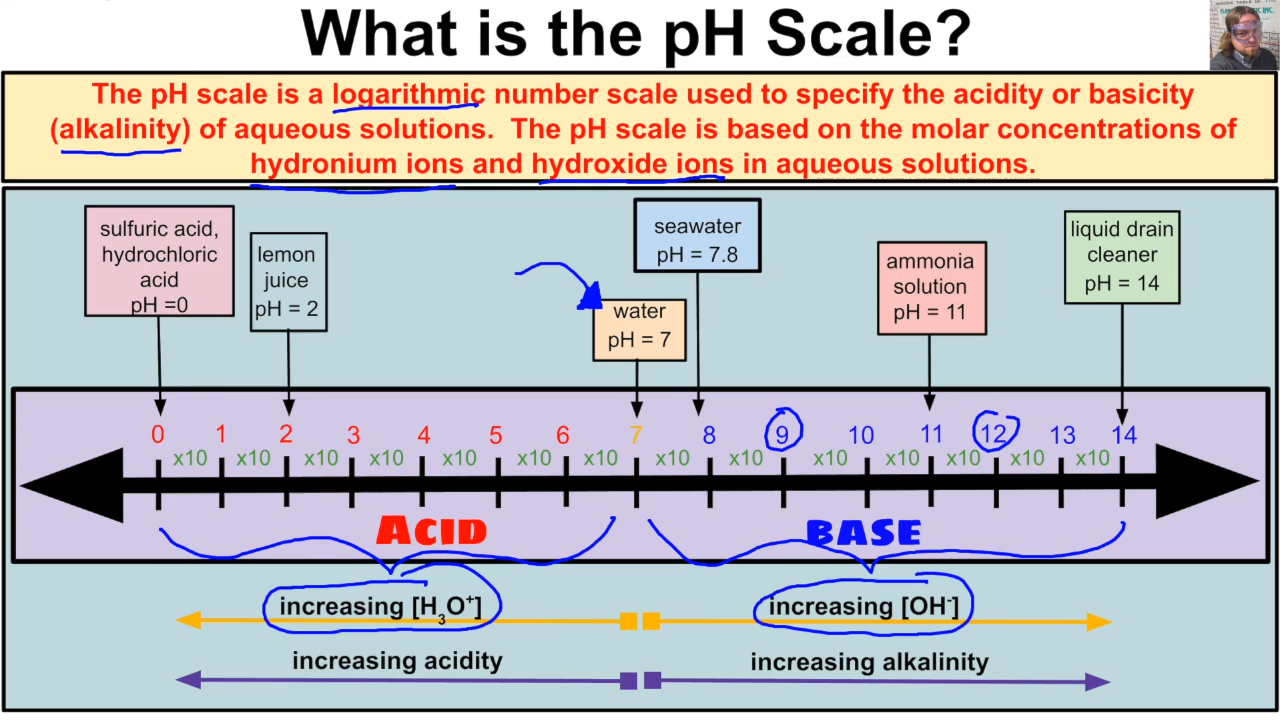 What is the pH Scale?
The pH scale is a logarithmic number scale used to specify the acidity or basicity
(alkalinity) of aqueous solutions. The pH scale is based on the molar concentrations of
hydronium ions and hydroxide ions in aqueous solutions.
sulfuric acid,
hydrochloric
acid
pH =0
lemon
juice
pH = 2
water
pH = 7
seawater
pH = 7.8
ammonia
solution
pH = 11
liquid drain
cleaner
pH = 14
0 1 2 3 4 5 6 7 8 9 10 11 12 13 14
x10 x10 x10 x10 x10 x10 x10 x10 x10 x10 x10 x10 x10 x10
ACID
BASE
increasing [H₃O⁺]
increasing [OH⁻]
increasing acidity
increasing alkalinity